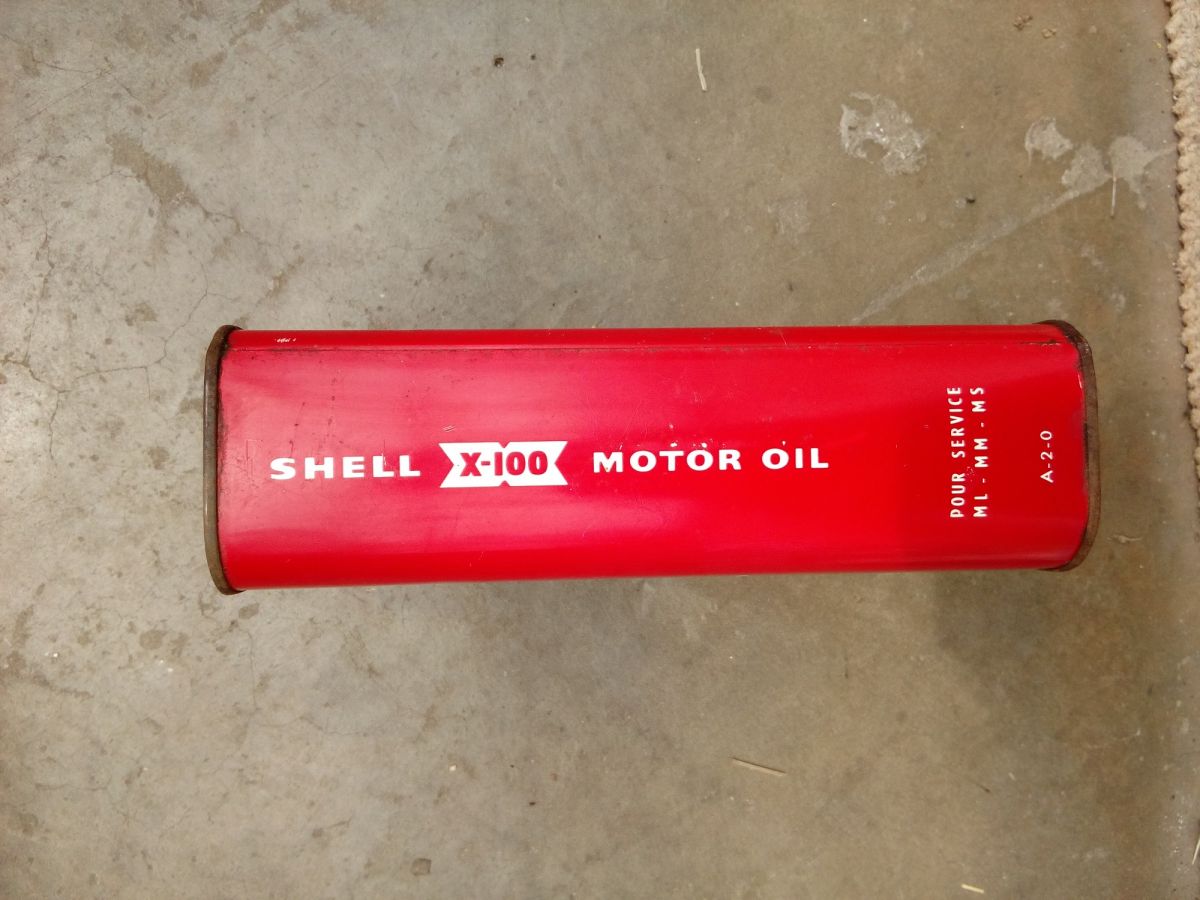 SHELL X-100 MOTOR OIL
POUR SERVICE
ML - MM - MS
A-2-0